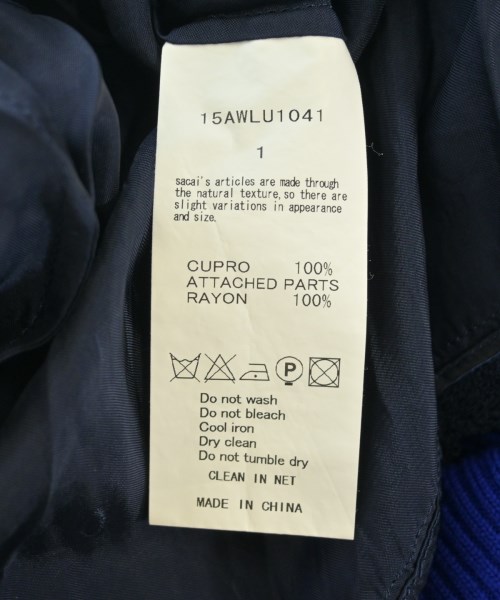 15AWLU1041
1
sacai's articles are made through
the natural texture, so there are
slight variations in appearance
and size.
CUPRO 100%
ATTACHED PARTS
RAYON 100%
P
Do not wash
Do not bleach
Cool iron
Dry clean
Do not tumble dry
CLEAN IN NET
MADE IN CHINA